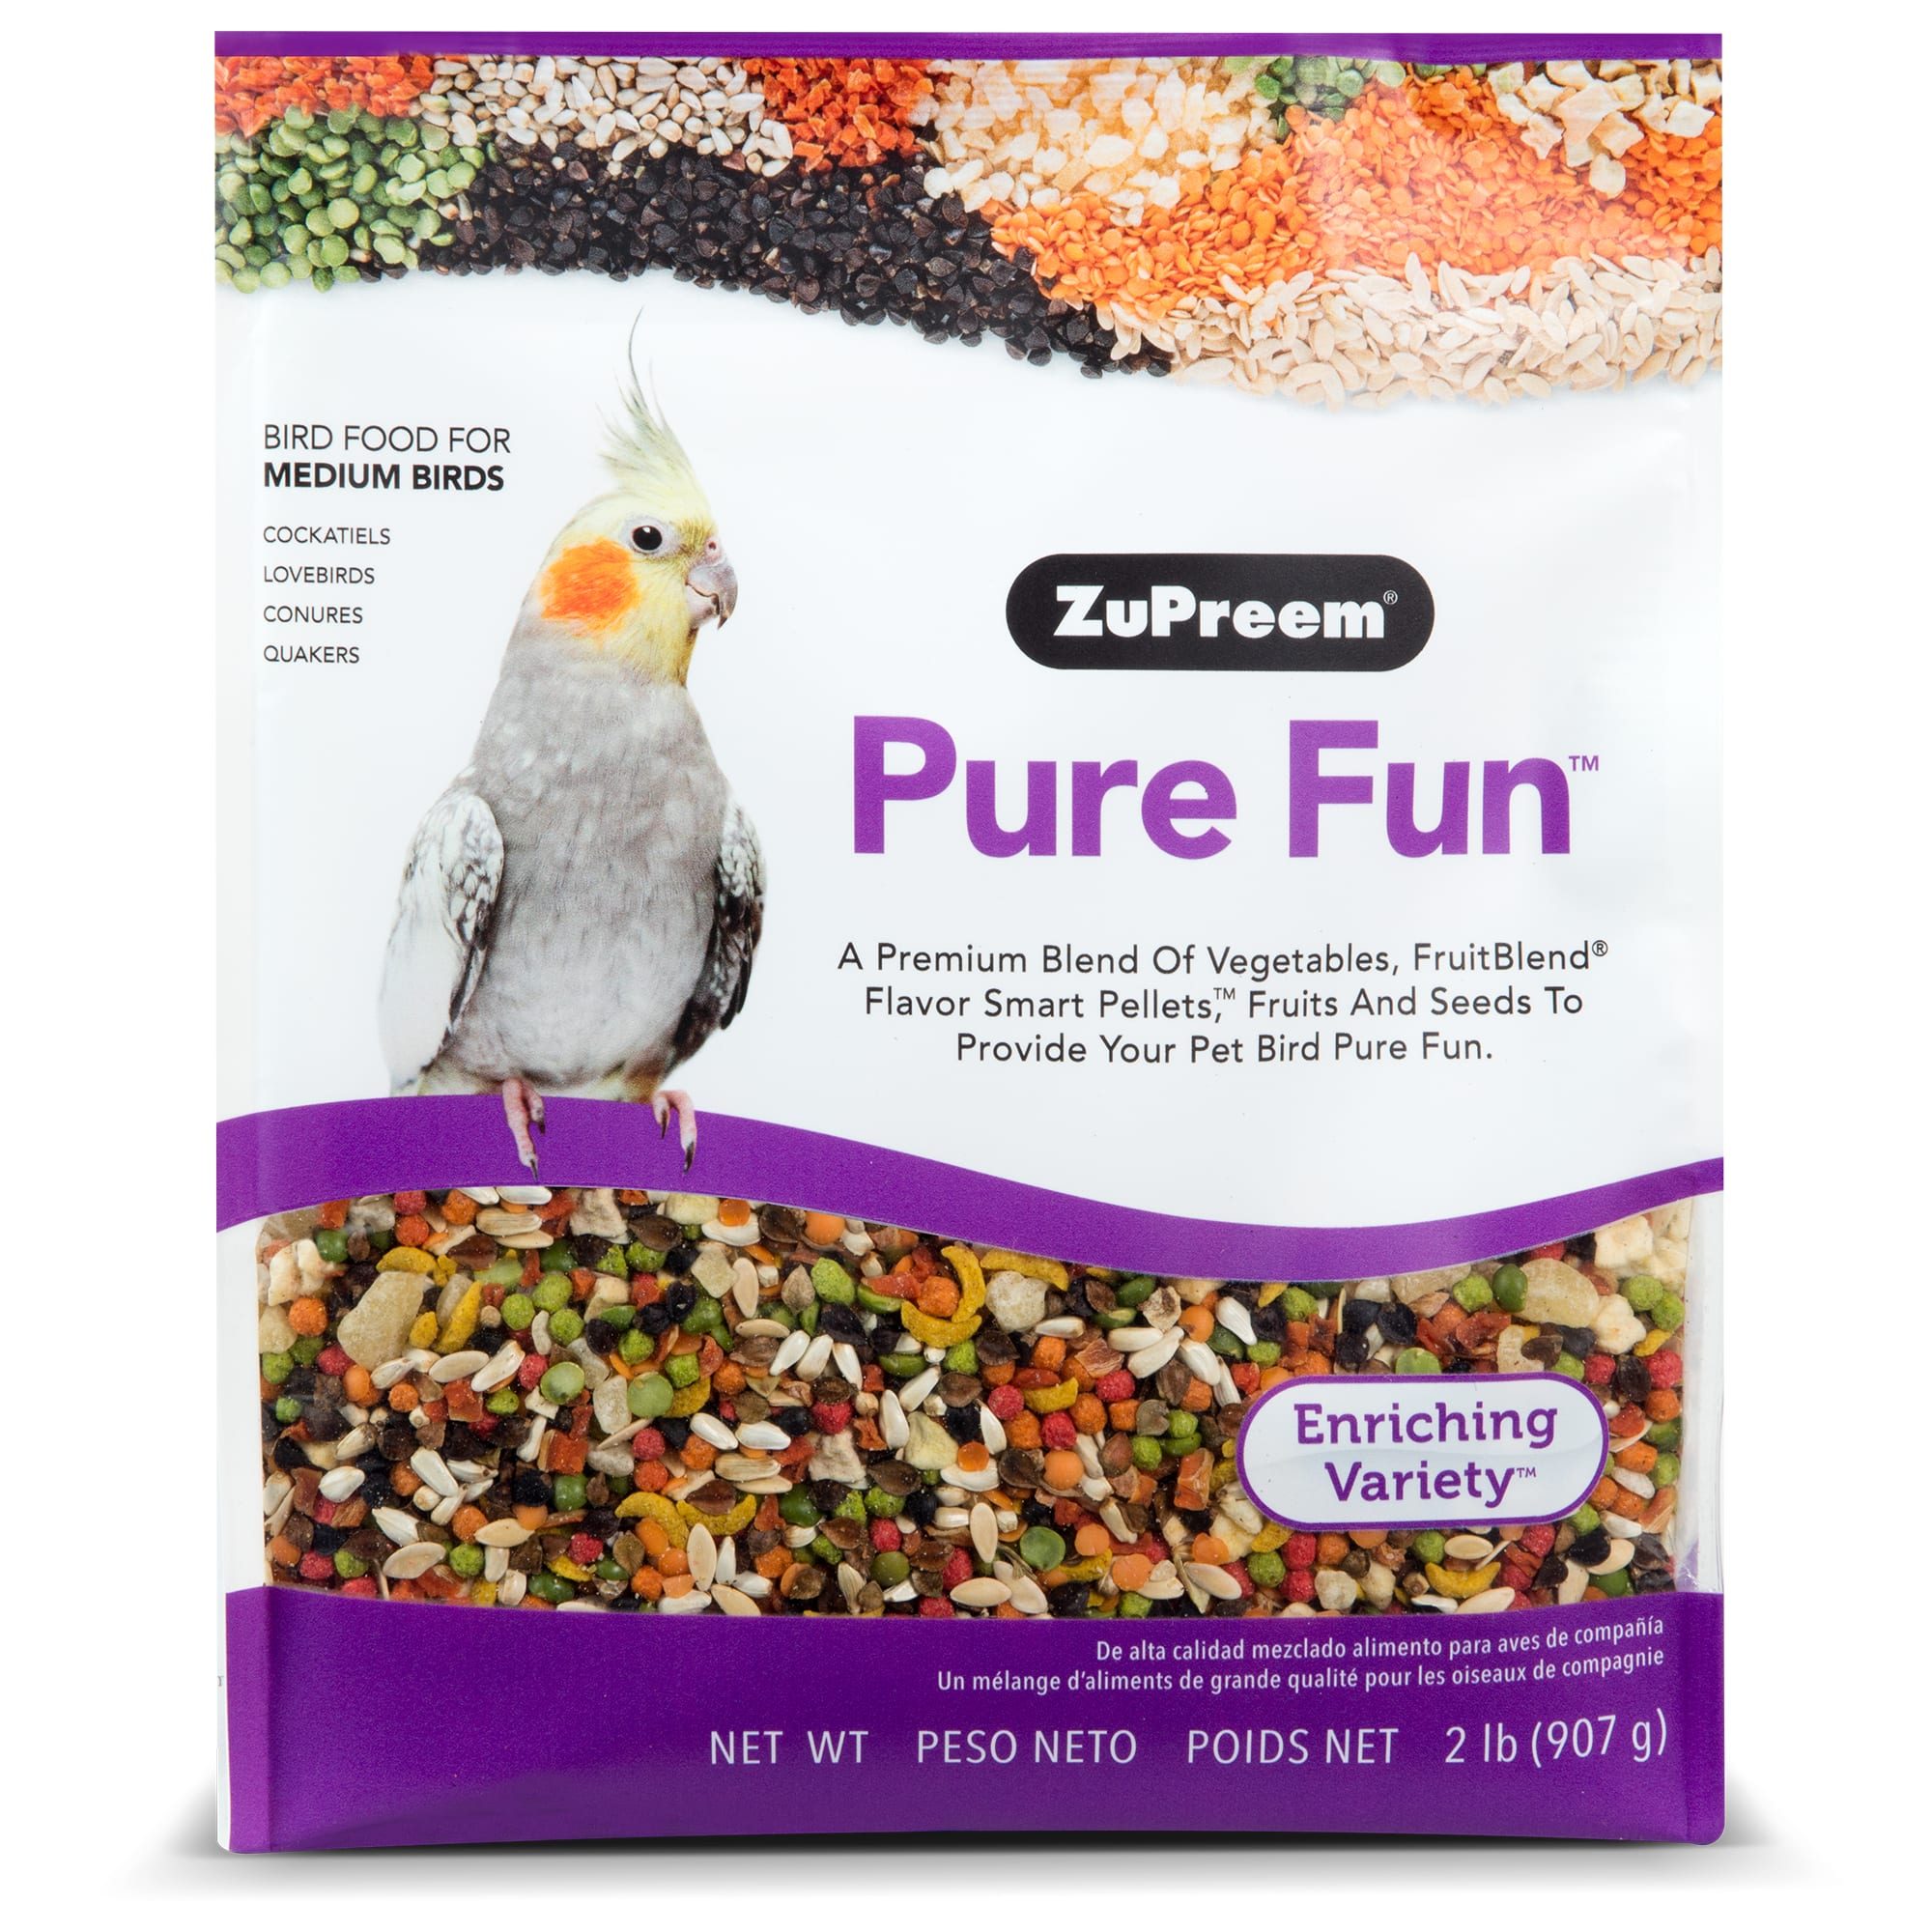 BIRD FOOD FOR
MEDIUM BIRDS
COCKATIELS
LOVEBIRDS
CONURES
QUAKERS
ZuPreem®
Pure Fun™
A Premium Blend Of Vegetables, FruitBlend®
Flavor Smart Pellets,™ Fruits And Seeds To
Provide Your Pet Bird Pure Fun.
Enriching
Variety™
De alta calidad mezclado alimento para aves de compañía
Un mélange d'aliments de grande qualité pour les oiseaux de compagnie
NET WT PESO NETO POIDS NET 2 lb (907 g)